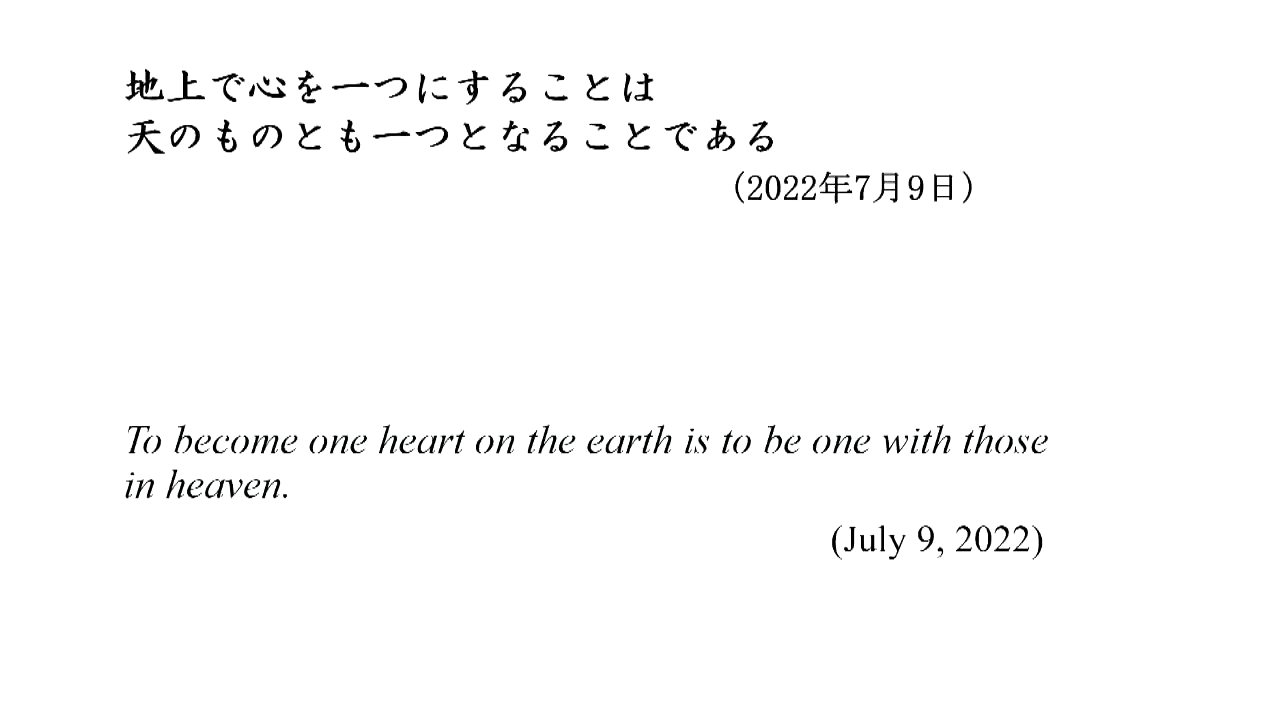 地上で心を一つにすることは
天のものとも一つとなることである
（2022年7月9日）
To become one heart on the earth is to be one with those
in heaven.
(July 9, 2022)